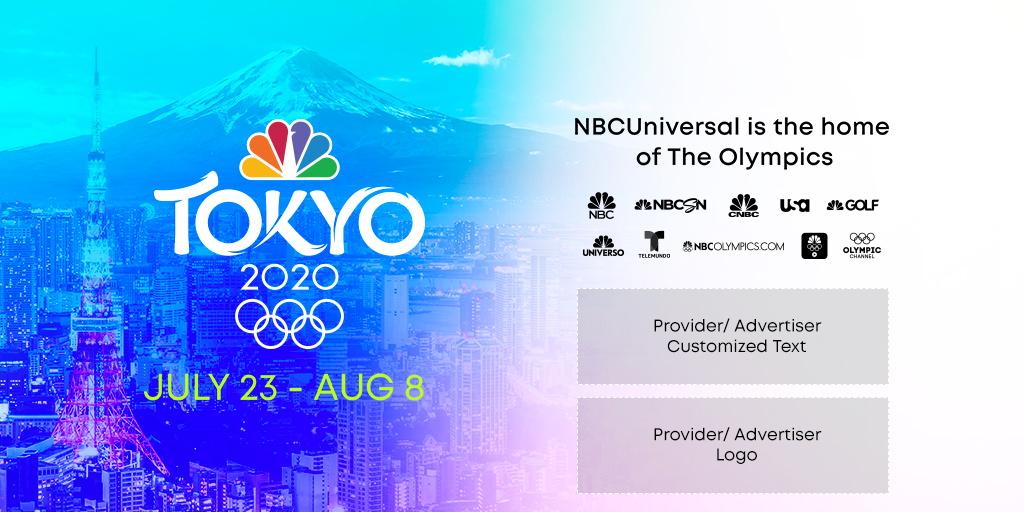 TOKYO
2020
JULY 23 - AUG 8
NBCUniversal is the home
of The Olympics
NBC
NBCSN
CNBC
USA
GOLF
UNIVERSO
TELEMUNDO
NBCOLYMPICS.COM
OLYMPIC
CHANNEL
Provider/ Advertiser
Customized Text
Provider/ Advertiser
Logo